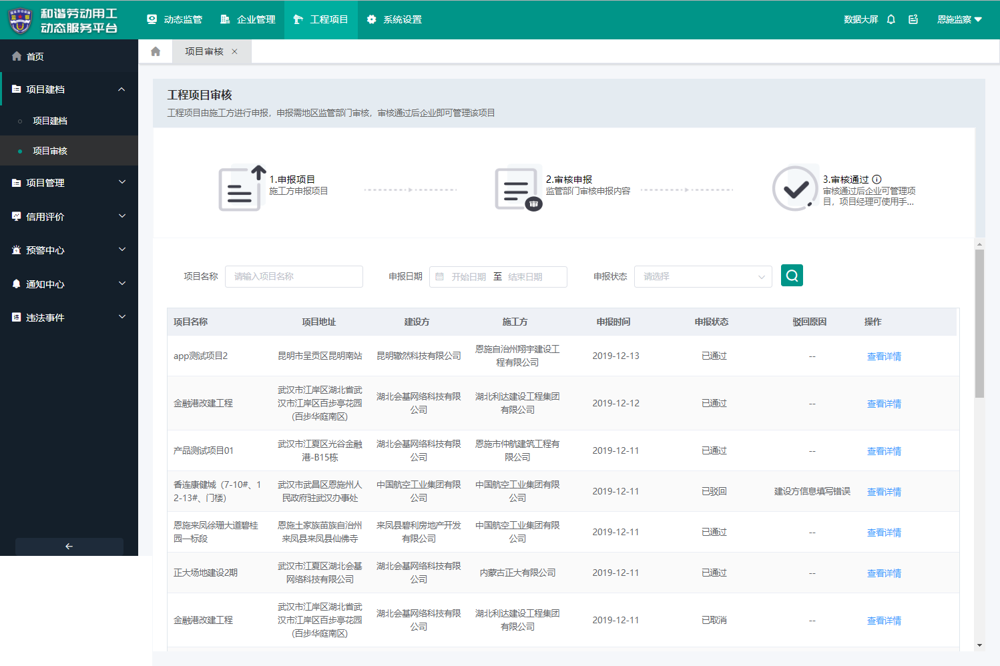 和谐劳动用工
动态服务平台
动态监管
企业管理
工程项目
系统设置
数据大屏
恩施监察
首页
项目建档
项目建档
项目审核
项目管理
信用评价
预警中心
通知中心
违法事件
项目审核
工程项目审核
工程项目由施工方进行申报，申报需地区监管部门审核，审核通过后企业即可管理该项目
1.申报项目
施工方申报项目
2.审核申报
监管部门审核申报内容
审
3.审核通过
审核通过后企业可管理项
目，项目经理可使用手...
项目名称 请输入项目名称 申报日期 开始日期 至 结束日期 申报状态 请选择
项目名称 项目地址 建设方 施工方 申报时间 申报状态 驳回原因 操作
app测试项目2 昆明市呈贡区昆明南站 昆明辙然科技有限公司 恩施自治州翔宇建设工
程有限公司 2019-12-13 已通过 -- 查看详情
金融港改建工程 武汉市江岸区湖北省武
汉市江岸区百步亭花园
(百步华庭南区) 湖北会基网络科技有限
公司 湖北利达建设工程集团
有限公司 2019-12-12 已通过 -- 查看详情
产品测试项目01 武汉市江夏区光谷金融
港-B15栋 湖北会基网络科技有限
公司 恩施市仲航建筑工程有
限公司 2019-12-11 已通过 -- 查看详情
香连康健城（7-10#、1
2-13#、门楼） 武汉市武昌区恩施州人
民政府驻武汉办事处 中国航空工业集团有限
公司 中国航空工业集团有限
公司 2019-12-11 已驳回 建设方信息填写错误 查看详情
恩施来凤徐珊大道碧桂
园一标段 恩施土家族苗族自治州
来凤县来凤县仙佛寺 来凤县碧利房地产开发
有限公司 中国航空工业集团有限
公司 2019-12-11 已通过 -- 查看详情
正大场地建设2期 武汉市江夏区湖北会基
网络科技有限公司 湖北会基网络科技有限
公司 内蒙古正大有限公司 2019-12-11 已通过 -- 查看详情
金融港改建工程 武汉市江岸区湖北省武
汉市江岸区百步亭花园
(百步华庭南区) 湖北会基网络科技有限
公司 湖北利达建设工程集团
有限公司 2019-12-11 已取消 -- 查看详情